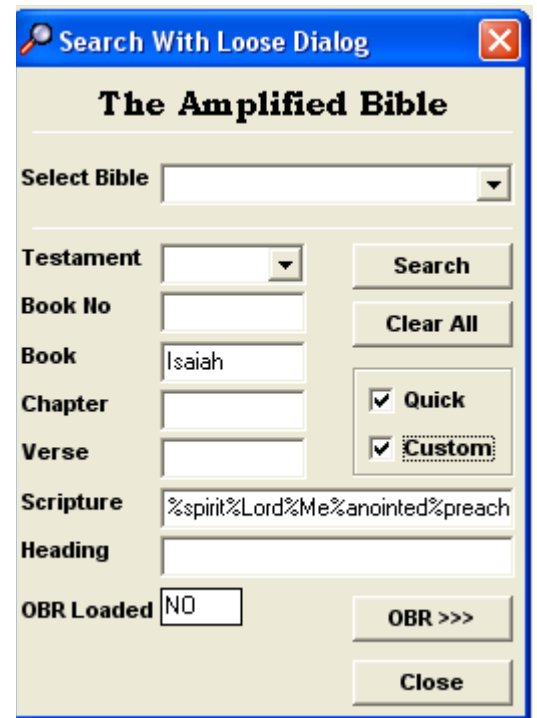 Search With Loose Dialog
The Amplified Bible
Select Bible
Testament
Search
Book No
Clear All
Book Isaiah
Chapter
Quick
Verse
Custom
Scripture %spirit%Lord%Me%anointed%preach
Heading
OBR Loaded NO
OBR >>>
Close